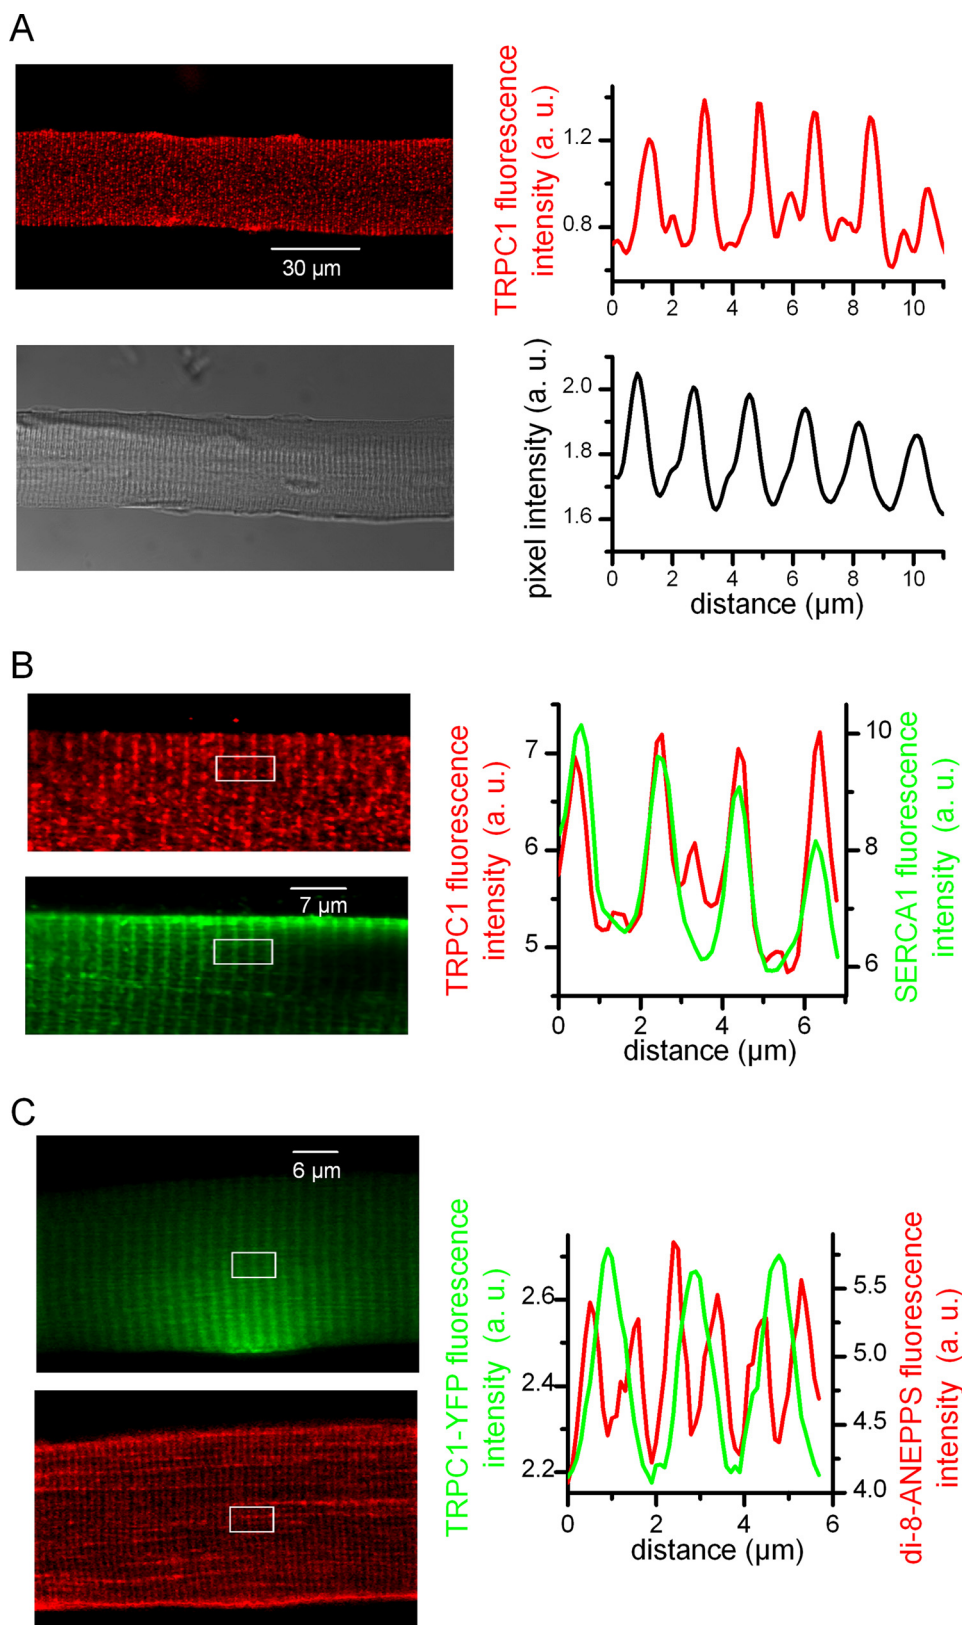 A
30 µm
TRPC1 fluorescence
intensity (a. u.)
1.2
0.8
0 2 4 6 8 10
pixel intensity (a. u.)
2.0
1.8
1.6
0 2 4 6 8 10
distance (µm)
B
7 µm
TRPC1 fluorescence
intensity (a. u.)
7
6
5
10
8
6
SERCA1 fluorescence
intensity (a. u.)
0 2 4 6
distance (µm)
C
6 µm
TRPC1-YFP fluorescence
intensity (a. u.)
2.6
2.4
2.2
5.5
5.0
4.5
4.0
di-8-ANEPPS fluorescence
intensity (a. u.)
0 2 4 6
distance (µm)